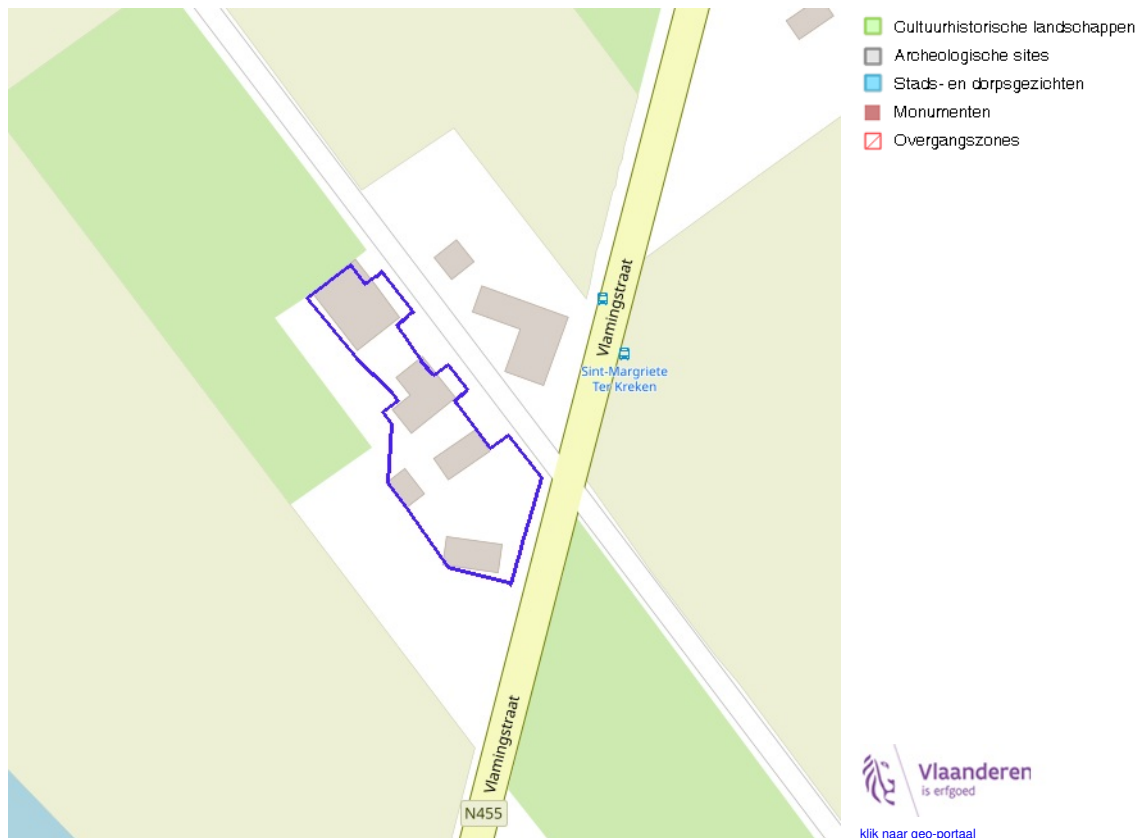 Cultuurhistorische landschappen
Archeologische sites
Stads- en dorpsgezichten
Monumenten
Overgangszones
Vlamingstraat
Sint-Margriete
Ter Kreken
Vlamingstraat
N455
Vlaanderen
is erfgoed
klik naar geo-portaal